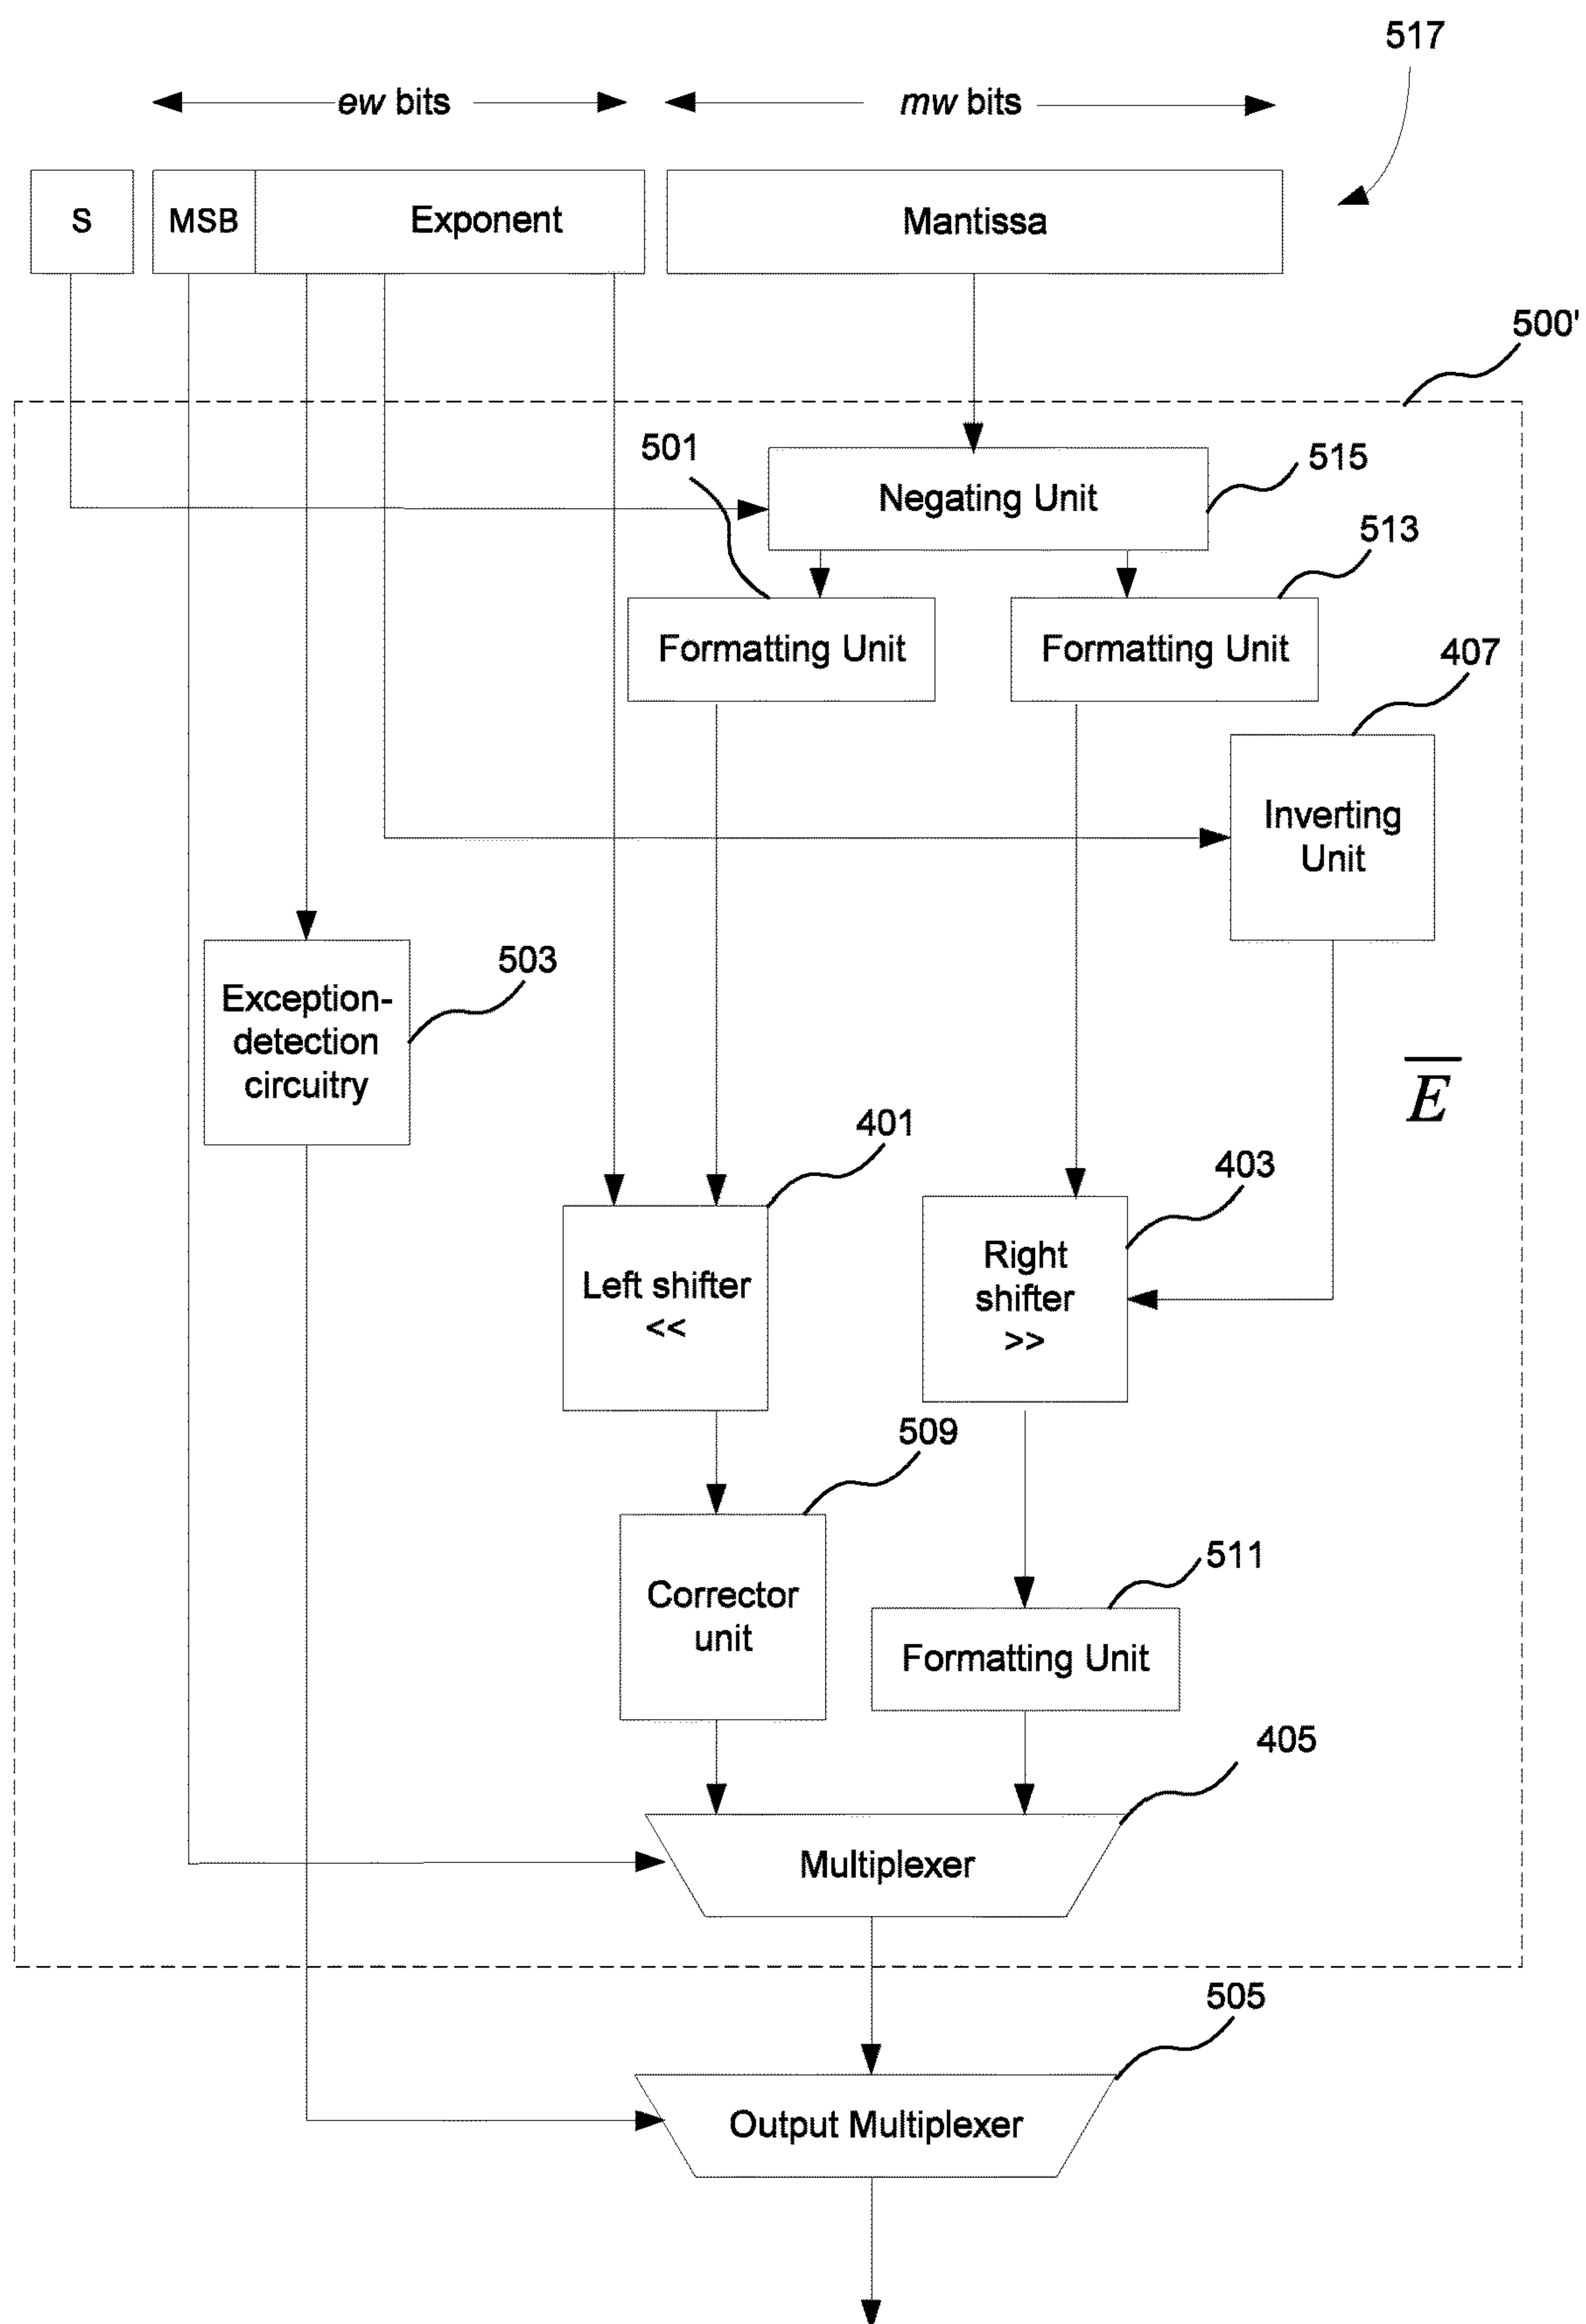 517
ew bits
mw bits
S
MSB
Exponent
Mantissa
500'
501
Negating Unit
515
513
Formatting Unit
Formatting Unit
407
Inverting
Unit
503
Exception-
detection
circuitry
E
401
403
Left shifter
<<
Right
shifter
>>
509
Corrector
unit
511
Formatting Unit
405
Multiplexer
505
Output Multiplexer